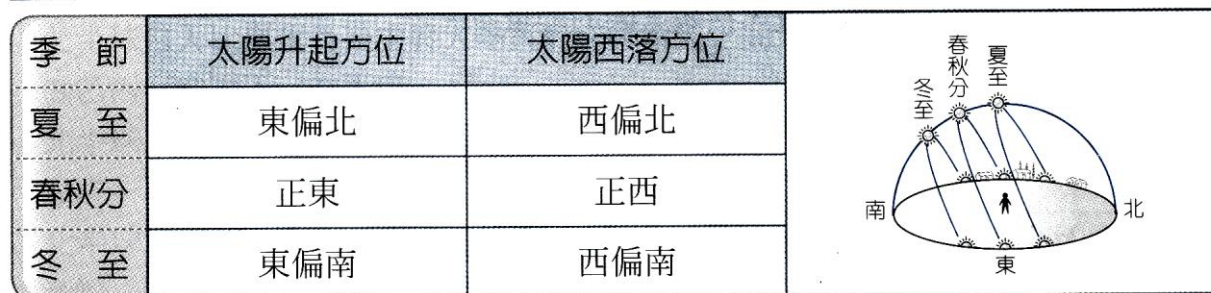 季節 太陽升起方位 太陽西落方位
夏至 東偏北 西偏北
春秋分 正東 正西
冬至 東偏南 西偏南
冬至 春秋分 夏至
南 北
東